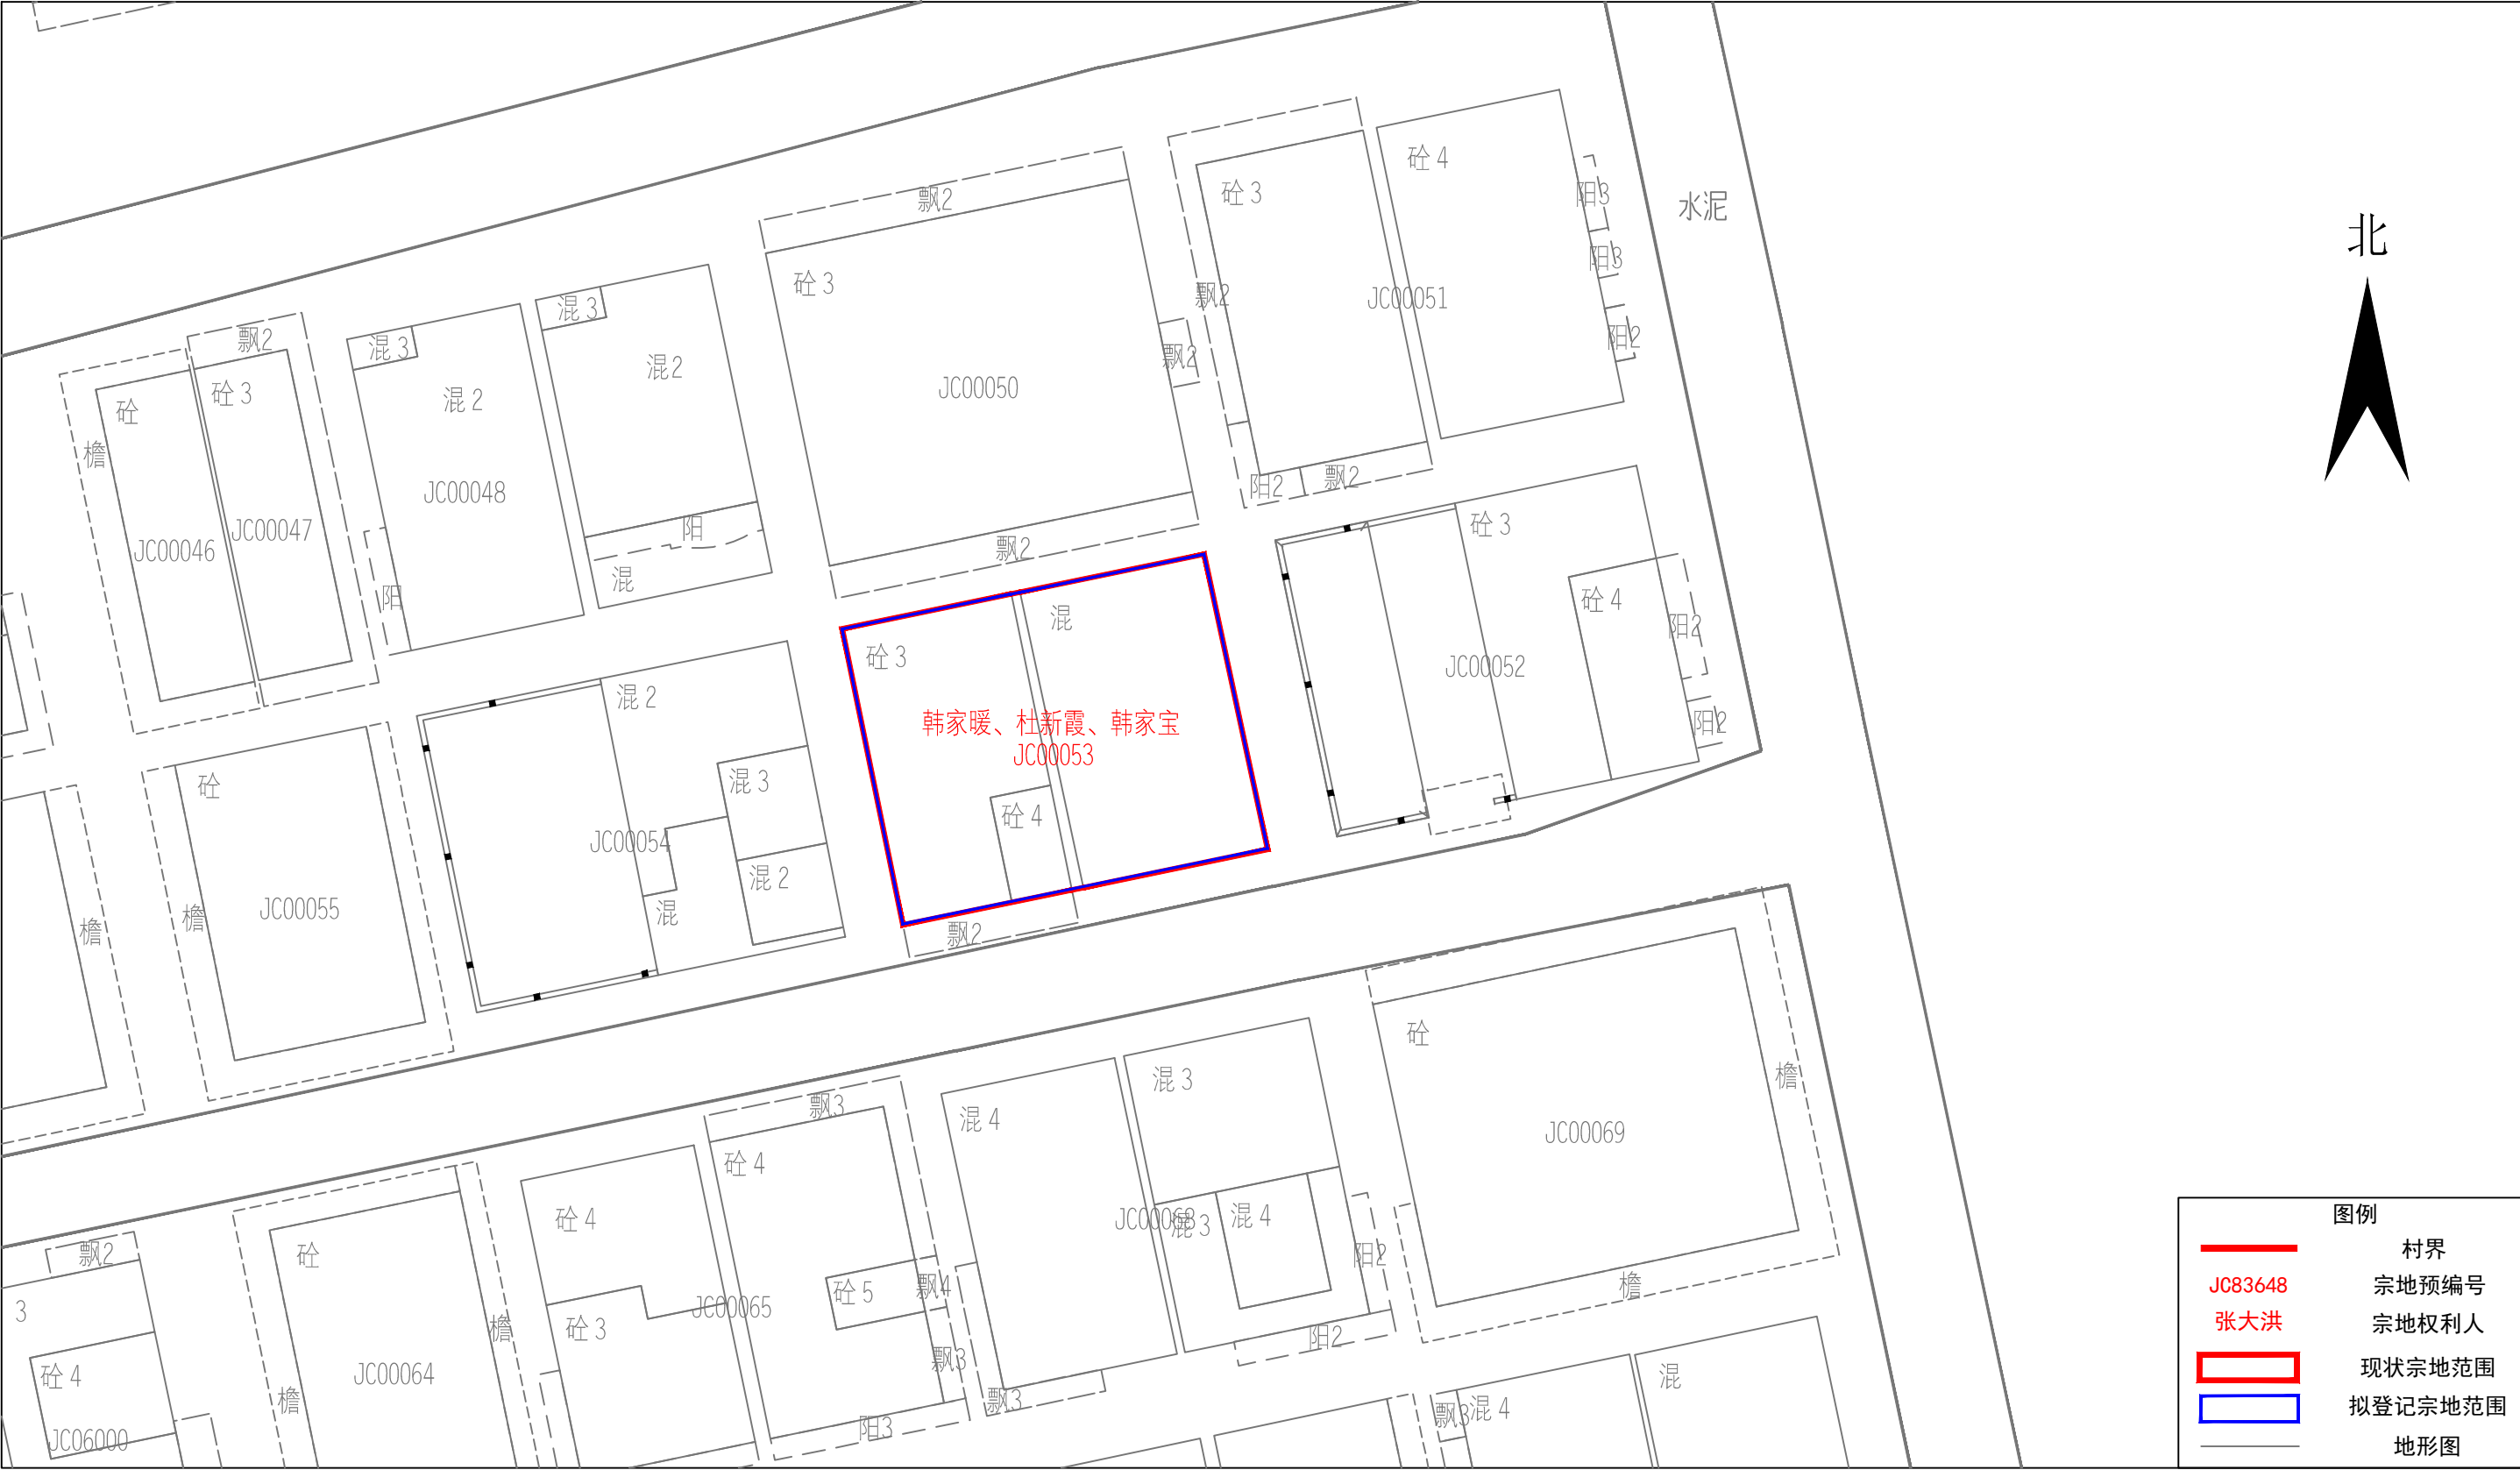 飘2
砼 3
砼 4
阳3
水泥
北
阳3
飘2
砼 3
JC00051
阳2
飘2
混 3
混 3
飘2
混2
砼
砼 3
混 2
JC00050
檐
JC00048
阳2
飘2
JC00046
JC00047
阳
飘2
砼 3
混
阳
混
砼 4
阳2
砼 3
JC00052
混 2
韩家暖、杜新霞、韩家宝
JC00053
阳2
砼
混 3
砼 4
JC00054
混 2
JC00055
檐
檐
混
飘2
砼
混 3
檐
飘3
混 4
JC00069
砼 4
砼 4
JC00068
混 3
混 4
砼
飘2
阳2
檐
3
砼 5
飘4
JC00065
砼 3
檐
阳2
飘3
砼 4
JC00064
檐
飘3
阳3
飘3
混 4
混
JC06000
图例
村界
JC83648 宗地预编号
张大洪 宗地权利人
现状宗地范围
拟登记宗地范围
地形图